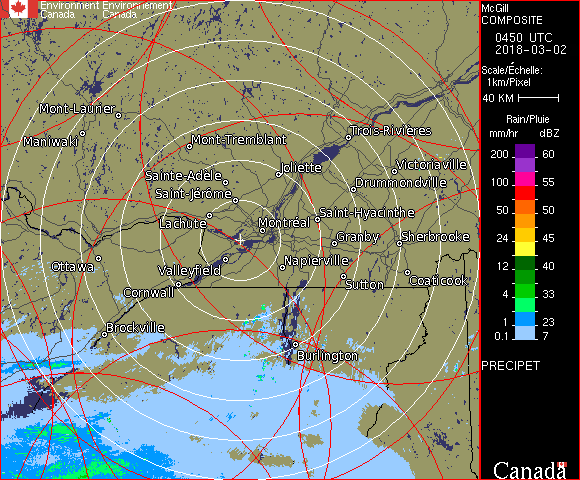 Environment Environnement
Canada Canada
McGill
COMPOSITE
0450 UTC
2018-03-02
Scale/Échelle:
1km/Pixel
40 KM
Rain/Pluie
mm/hr dBZ
200 60
55
100 55
50 50
24 45
12 40
4 33
1 23
0.1 7
PRECIPET
Canada
Mont-Laurier
Maniwaki
Mont-Tremblant
Trois-Rivières
Joliette
Victoriaville
Sainte-Adèle
Drummondville
Saint-Jérôme
Saint-Hyacinthe
Lachute
Montréal
Granby
Sherbrooke
Ottawa
Valleyfield
Napierville
Cornwall
Sutton
Coaticook
Brockville
Burlington